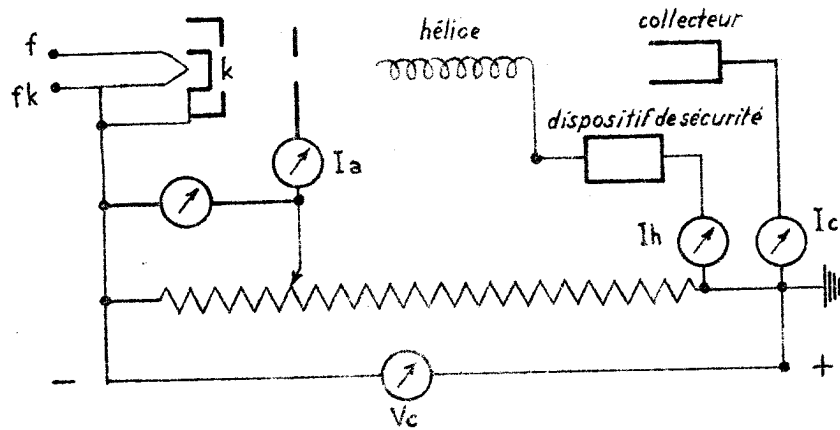 collecteur
hélice
f
k
fk
dispositif de sécurité
Ia
Ih
Ic
−
+
Vc